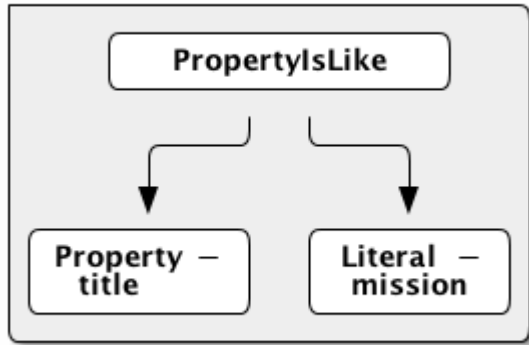 PropertyIsLike
Property –
title
Literal –
mission